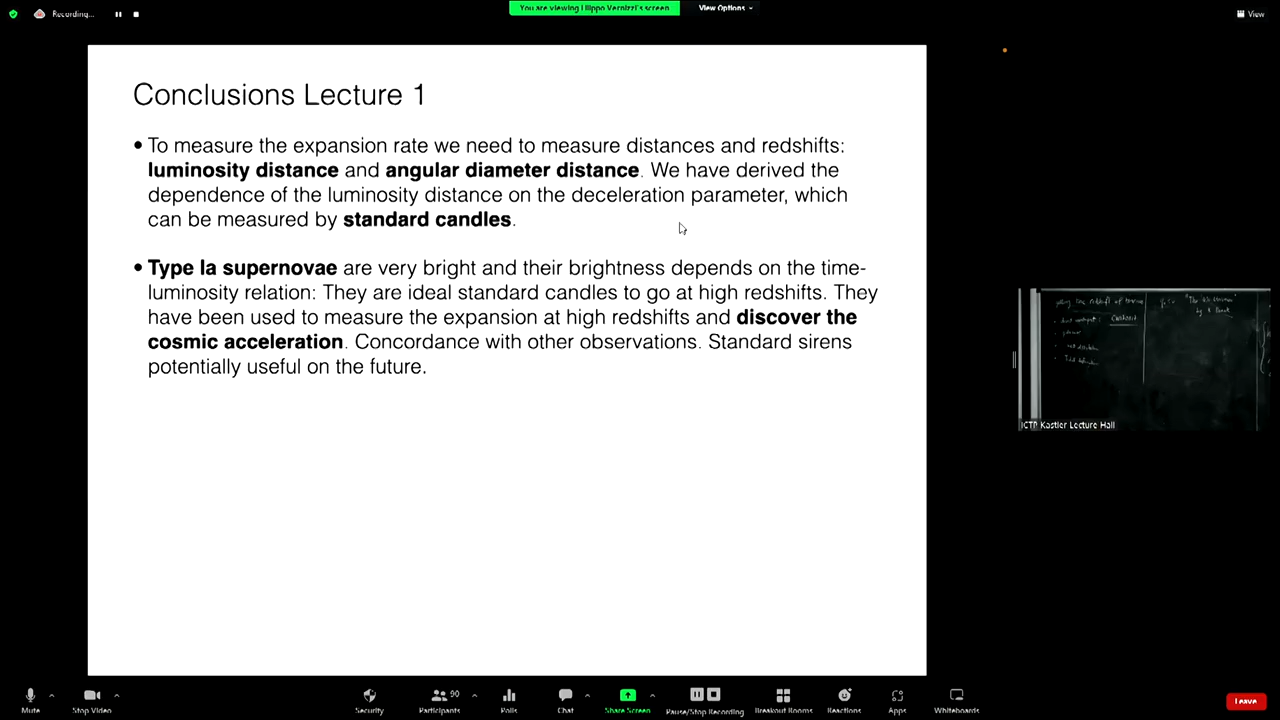 Recording...
You are viewing Filippo Vernizzi's screen
View Options
View
Conclusions Lecture 1
• To measure the expansion rate we need to measure distances and redshifts:
luminosity distance and angular diameter distance. We have derived the
dependence of the luminosity distance on the deceleration parameter, which
can be measured by standard candles.
• Type Ia supernovae are very bright and their brightness depends on the time-
luminosity relation: They are ideal standard candles to go at high redshifts. They
have been used to measure the expansion at high redshifts and discover the
cosmic acceleration. Concordance with other observations. Standard sirens
potentially useful on the future.
ICTP Kastler Lecture Hall
Mute
Stop Video
Security
Participants
90
Polls
Chat
Share Screen
Pause/Stop Recording
Breakout Rooms
Reactions
Apps
Whiteboards
Leave